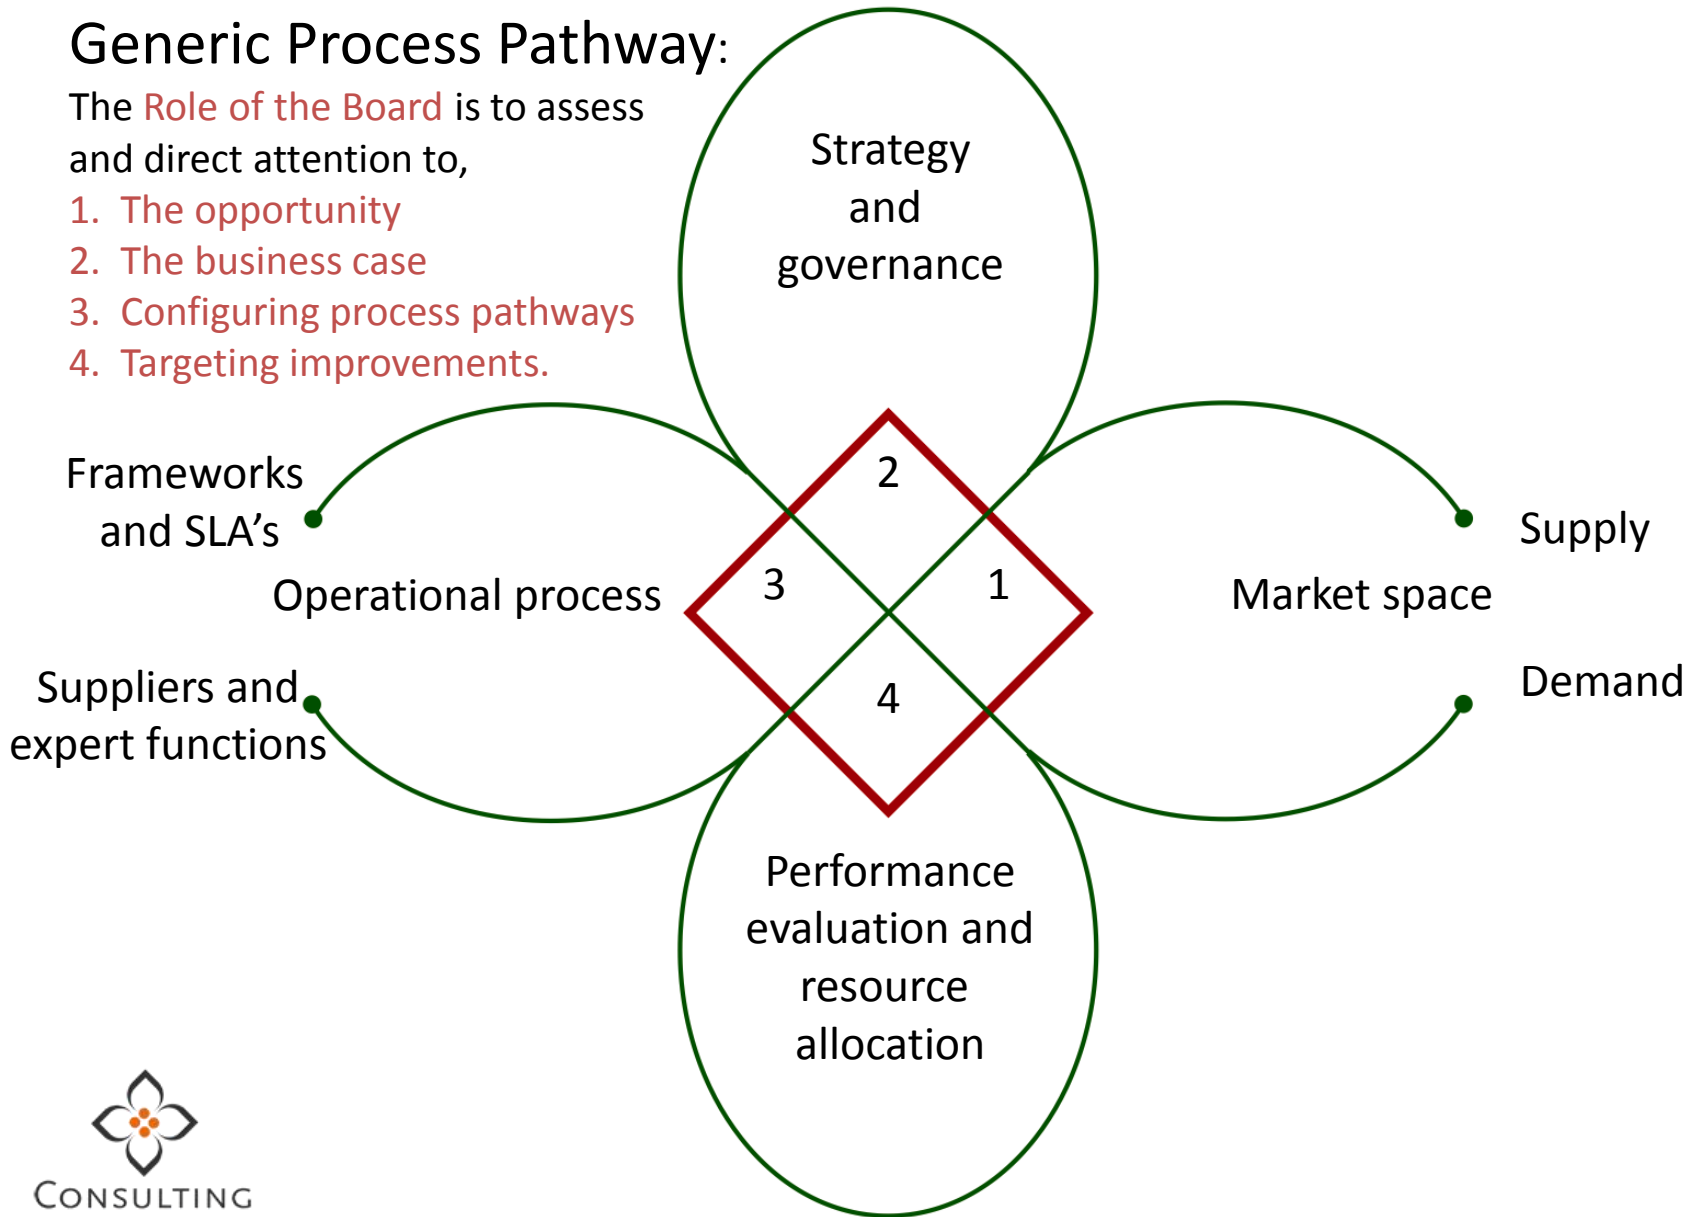 Generic Process Pathway:
The Role of the Board is to assess
and direct attention to,
1. The opportunity
2. The business case
3. Configuring process pathways
4. Targeting improvements.
Strategy
and
governance
Frameworks
and SLA’s
Operational process
Suppliers and
expert functions
2
3
1
4
Supply
Market space
Demand
Performance
evaluation and
resource
allocation
CONSULTING